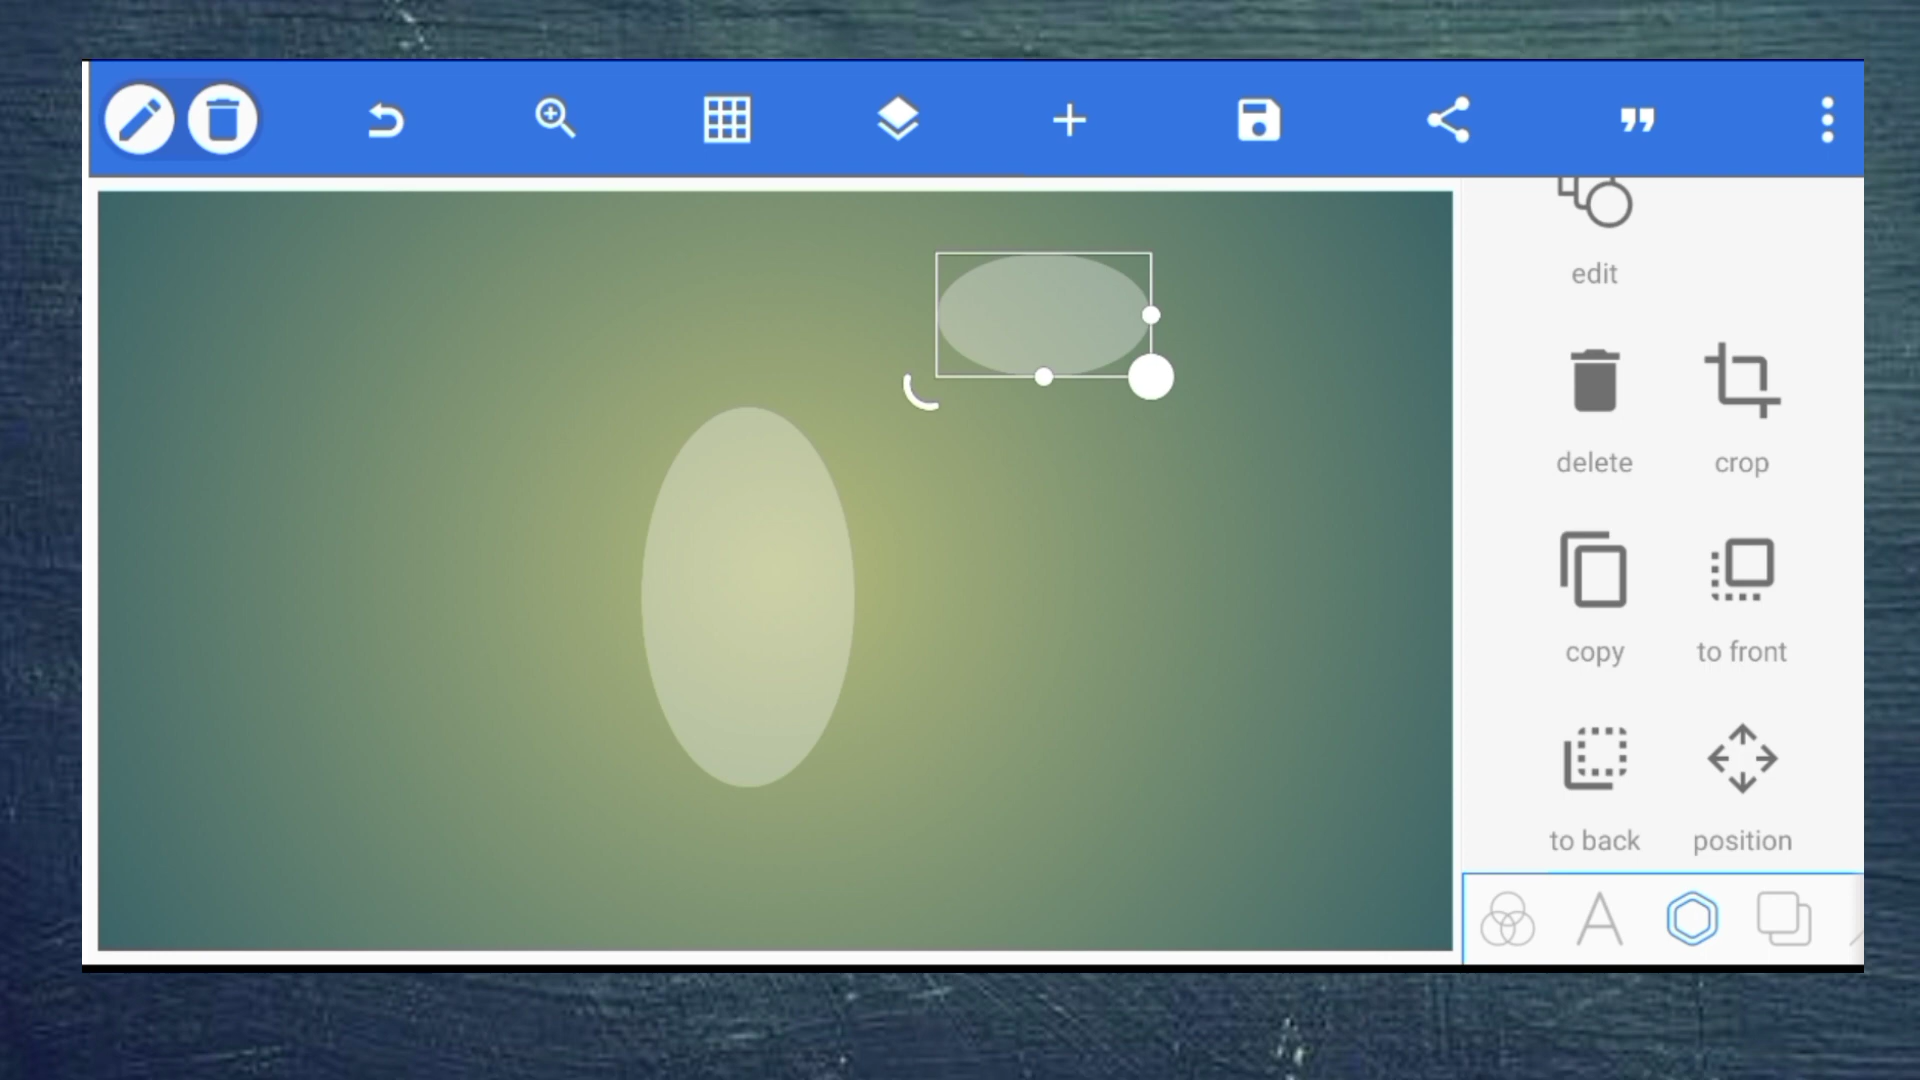 edit
delete
crop
copy
to front
to back
position